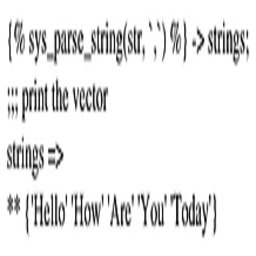 {% sys_parse_string(str, `,`) %} -> strings;
;;; print the vector
strings =>
** {'Hello' 'How' 'Are' 'You' 'Today'}